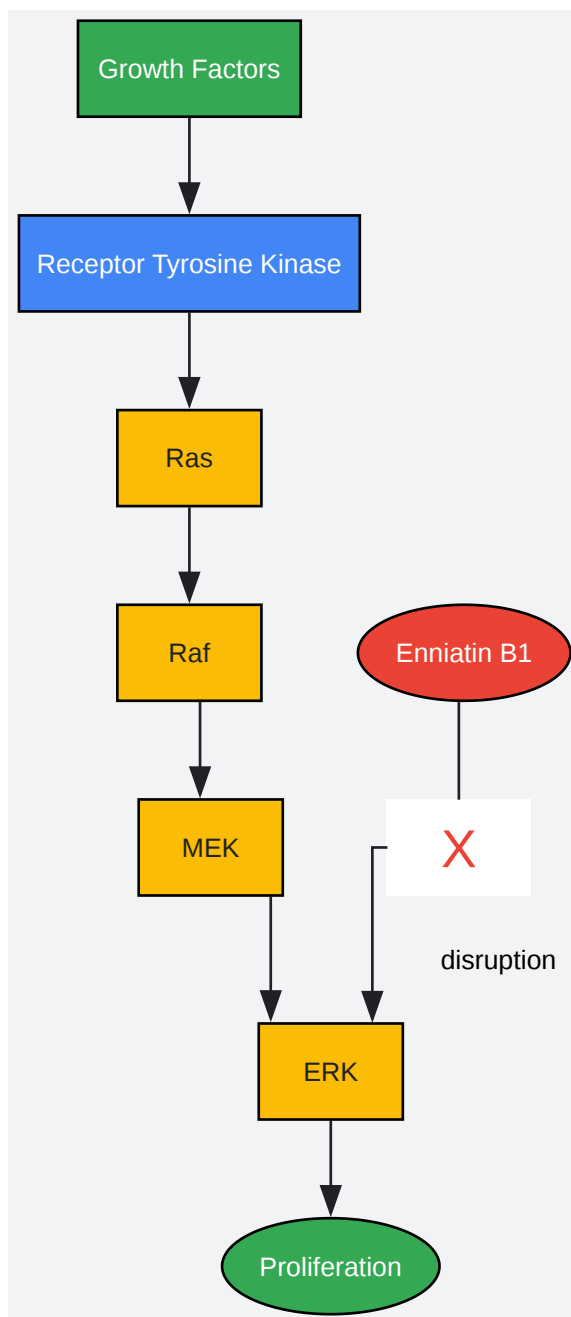 Growth Factors
Receptor Tyrosine Kinase
Ras
Raf
Enniatin B1
MEK
X
disruption
ERK
Proliferation